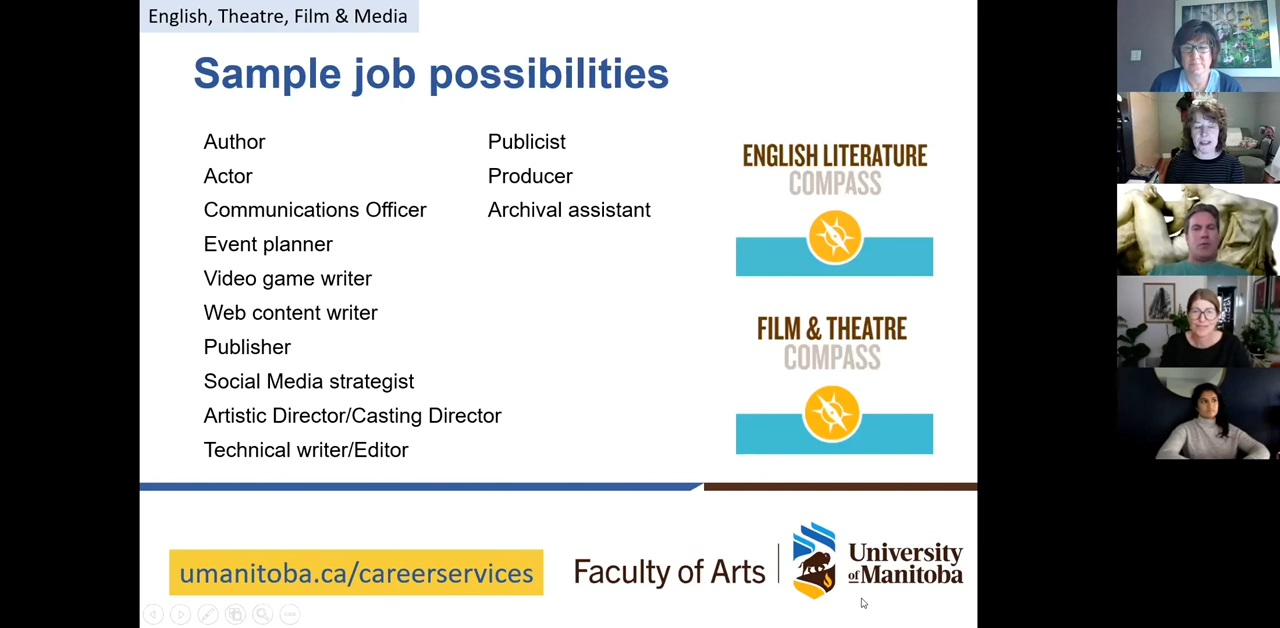 English, Theatre, Film & Media
Sample job possibilities
Author
Actor
Communications Officer
Event planner
Video game writer
Web content writer
Publisher
Social Media strategist
Artistic Director/Casting Director
Technical writer/Editor
Publicist
Producer
Archival assistant
ENGLISH LITERATURE
COMPASS
FILM & THEATRE
COMPASS
umanitoba.ca/careerservices
Faculty of Arts
University
of Manitoba